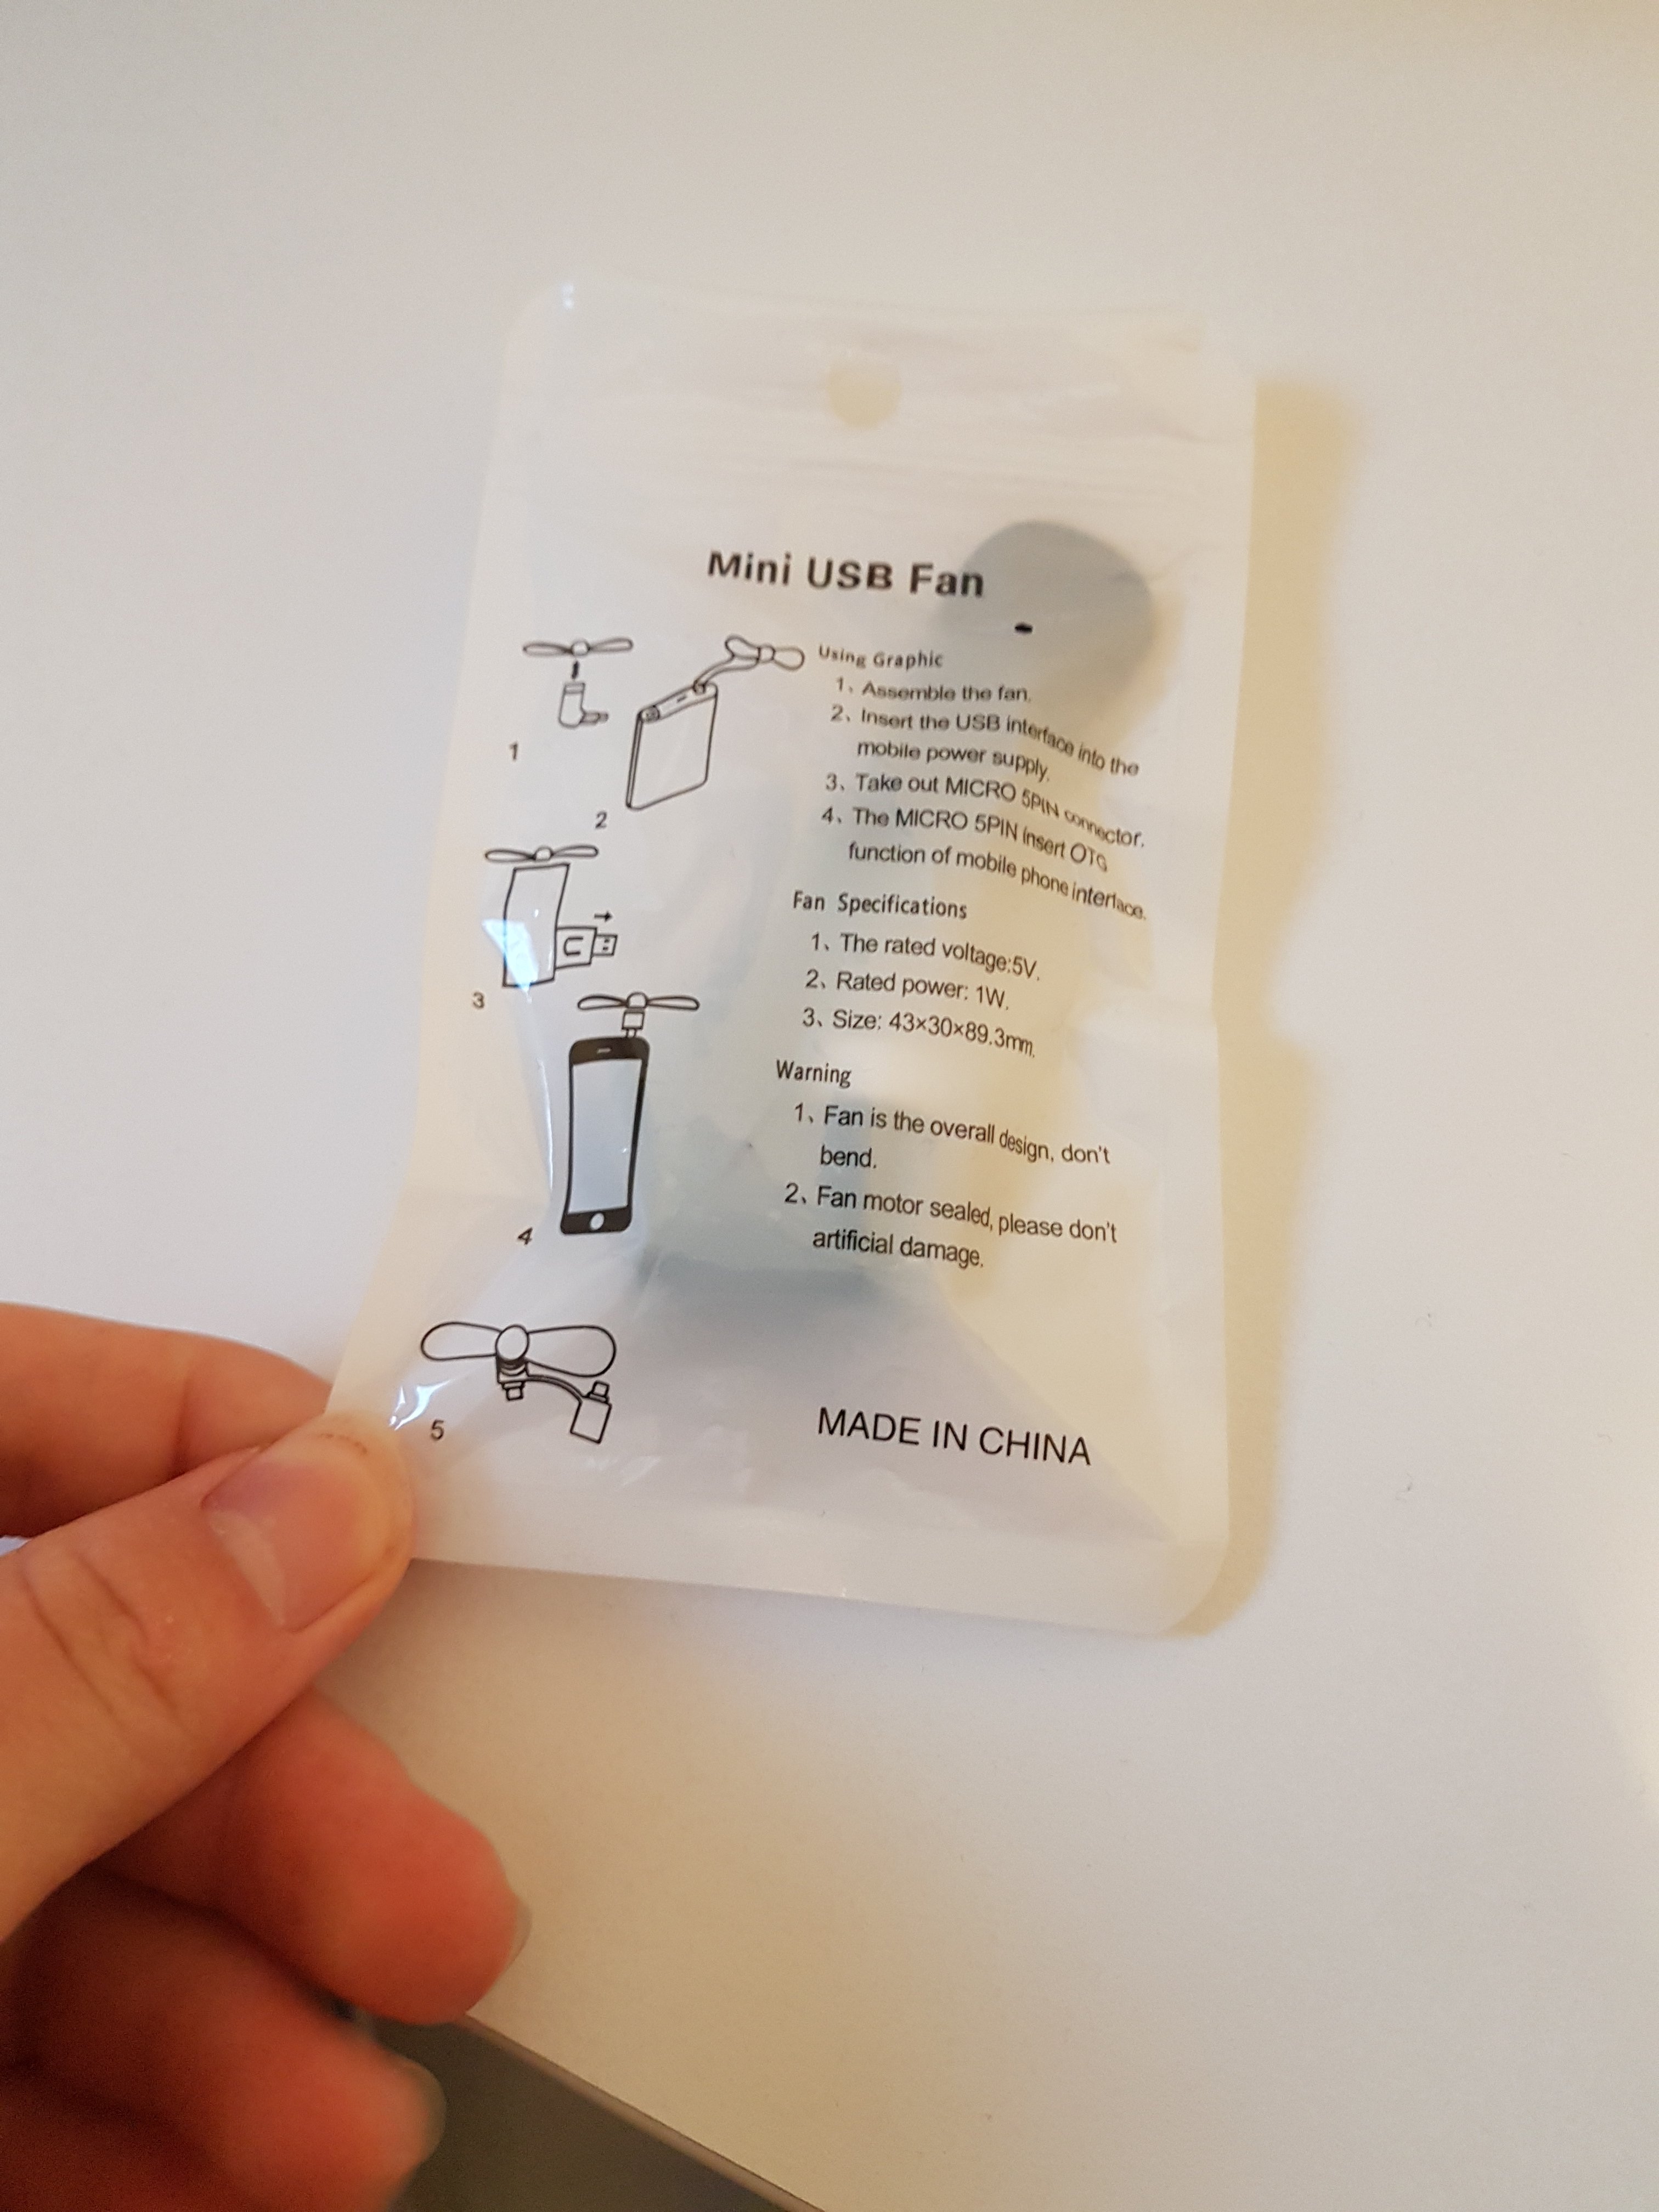 Mini USB Fan
Using Graphic
1、Assemble the fan.
2、Insert the USB interface into the
mobile power supply.
3、Take out MICRO 5PIN connector.
4、The MICRO 5PIN insert OTG
function of mobile phone interface.
Fan Specifications
1、The rated voltage:5V.
2、Rated power: 1W.
3、Size: 43×30×89.3mm.
Warning
1、Fan is the overall design, don't
bend.
2、Fan motor sealed, please don't
artificial damage.
1
2
3
4
5
MADE IN CHINA